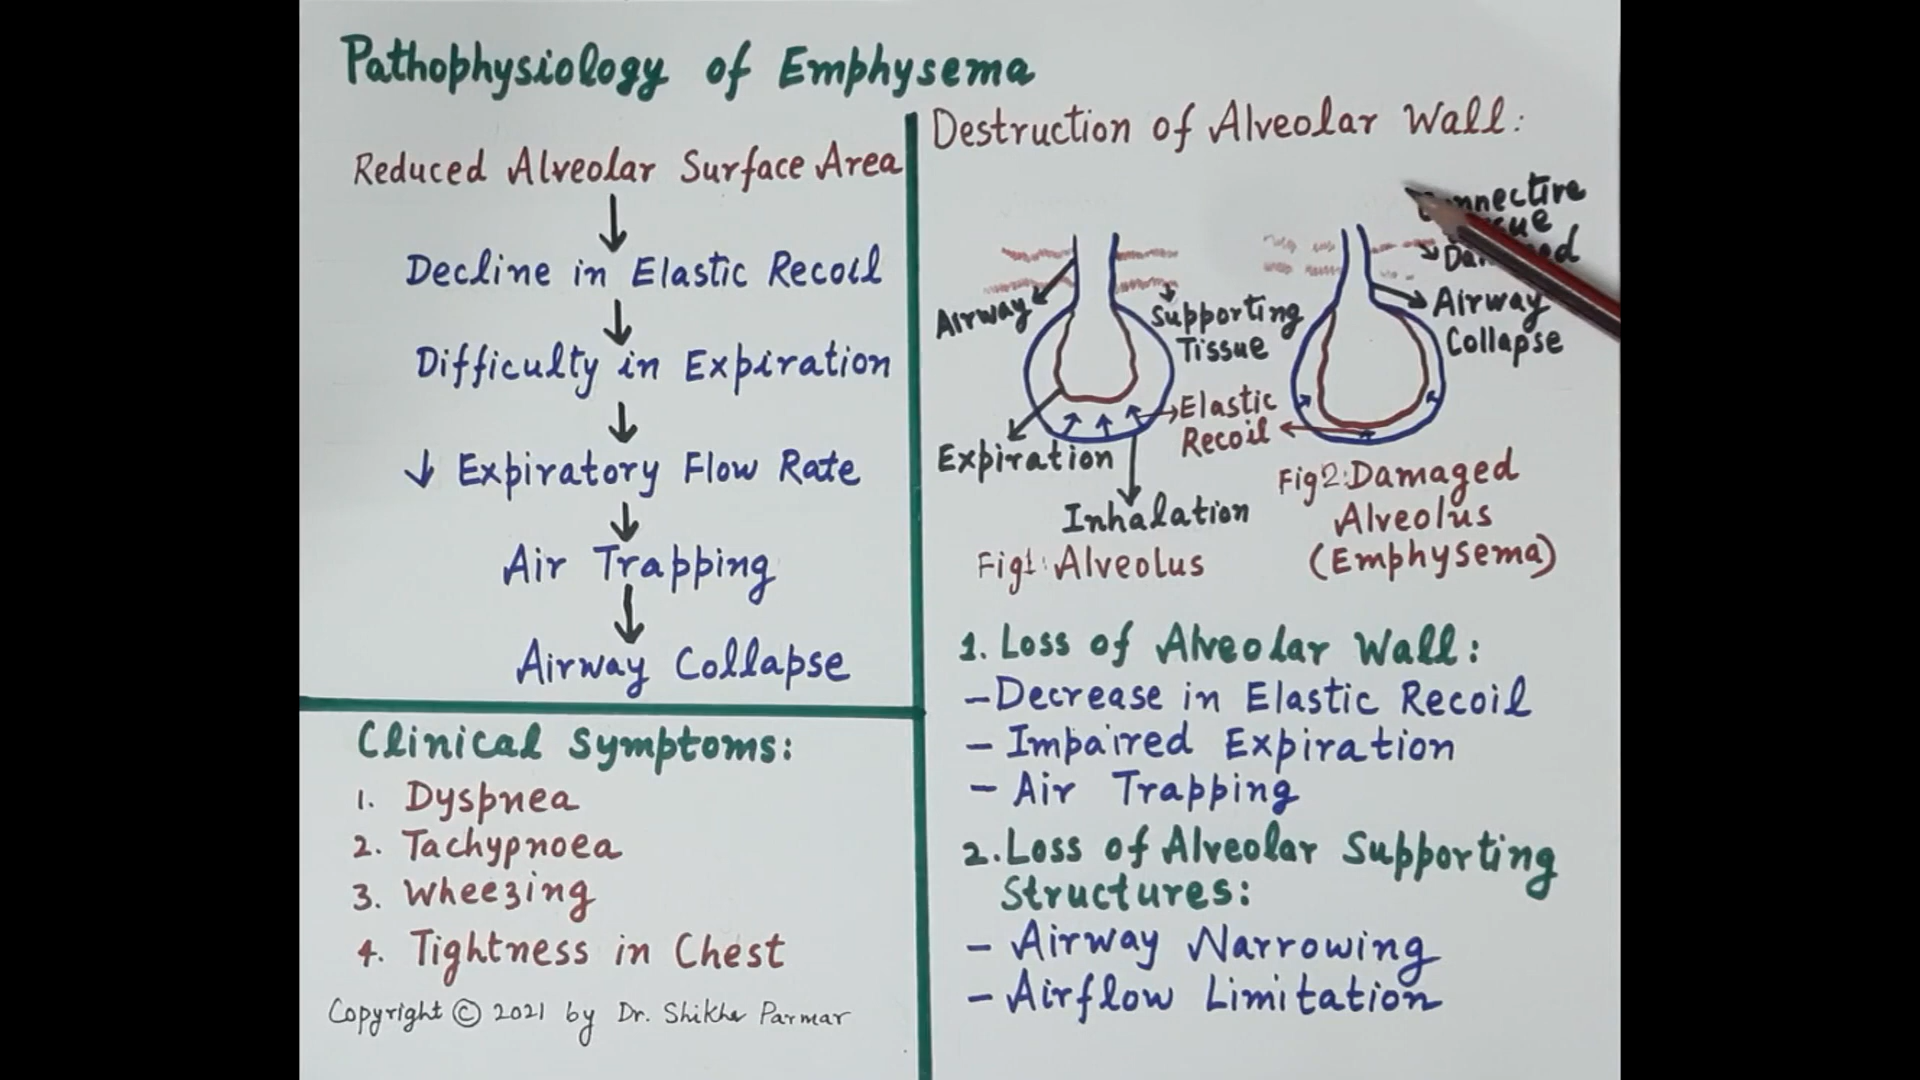 Pathophysiology of Emphysema
Reduced Alveolar Surface Area
↓
Decline in Elastic Recoil
↓
Difficulty in Expiration
↓
↓ Expiratory Flow Rate
↓
Air Trapping
↓
Airway Collapse
Clinical Symptoms:
1. Dyspnea
2. Tachypnoea
3. Wheezing
4. Tightness in Chest
Copyright © 2021 by Dr. Shikha Parmar
Destruction of Alveolar Wall:
Airway
Supporting
Tissue
Elastic
Recoil
Expiration
Inhalation
Fig1: Alveolus
Airway
Collapse
Fig2: Damaged
Alveolus
(Emphysema)
1. Loss of Alveolar Wall:
- Decrease in Elastic Recoil
- Impaired Expiration
- Air Trapping
2. Loss of Alveolar Supporting
Structures:
- Airway Narrowing
- Airflow Limitation